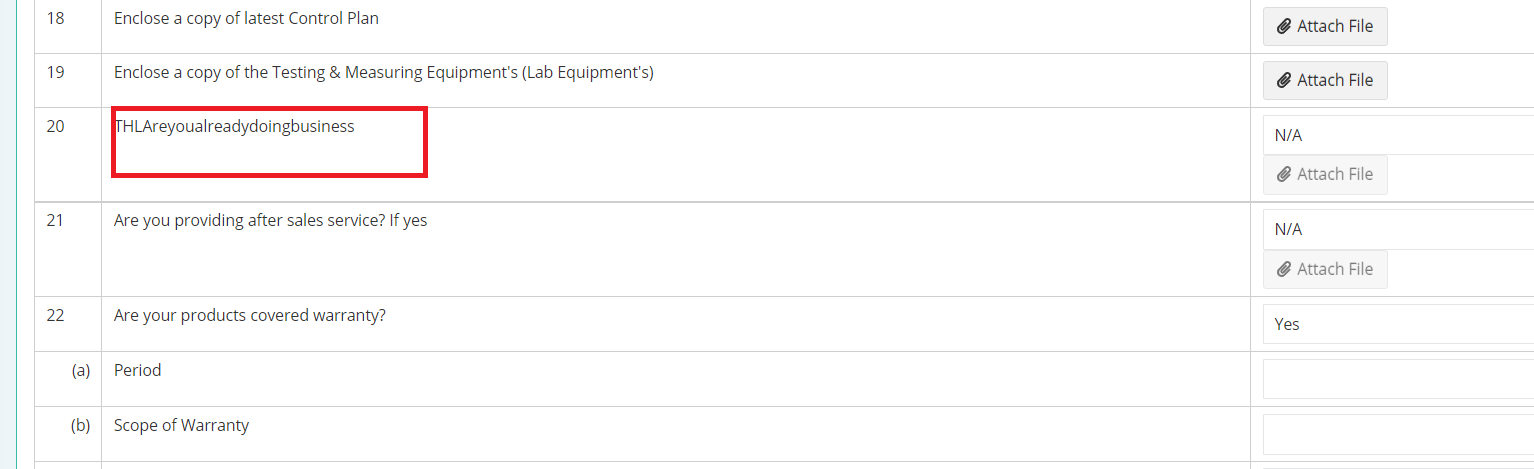 18 Enclose a copy of latest Control Plan Attach File
19 Enclose a copy of the Testing & Measuring Equipment's (Lab Equipment's) Attach File
20 THLAreyoualreadydoingbusiness N/A
Attach File
21 Are you providing after sales service? If yes N/A
Attach File
22 Are your products covered warranty? Yes
(a) Period
(b) Scope of Warranty